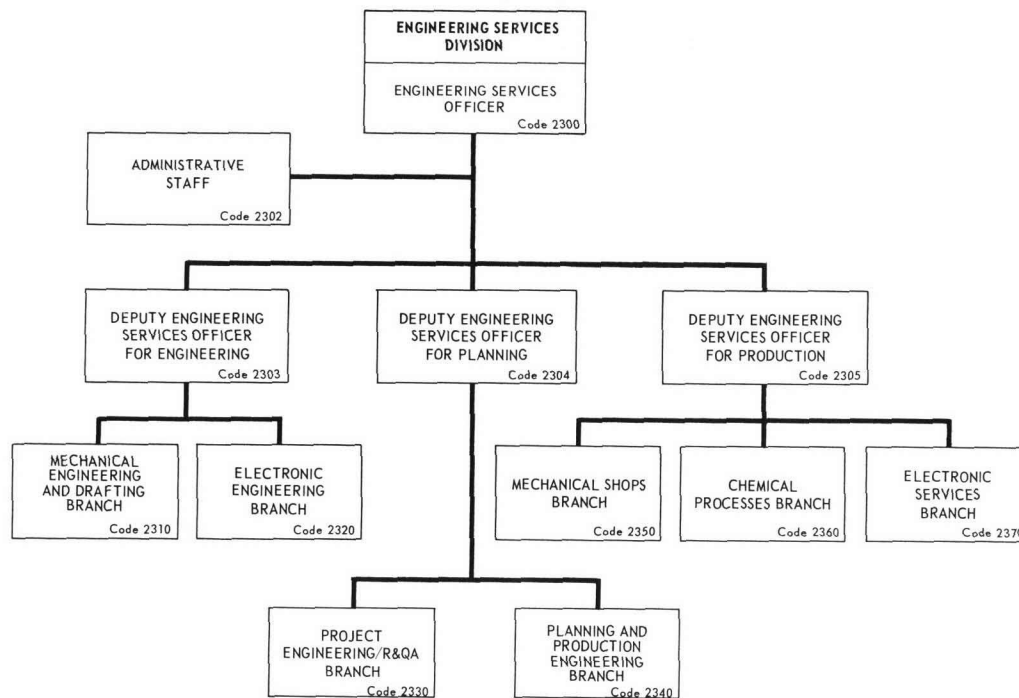 ENGINEERING SERVICES
DIVISION
ENGINEERING SERVICES
OFFICER
Code 2300
ADMINISTRATIVE
STAFF
Code 2302
DEPUTY ENGINEERING
SERVICES OFFICER
FOR ENGINEERING
Code 2303
DEPUTY ENGINEERING
SERVICES OFFICER
FOR PLANNING
Code 2304
DEPUTY ENGINEERING
SERVICES OFFICER
FOR PRODUCTION
Code 2305
MECHANICAL
ENGINEERING
AND DRAFTING
BRANCH
Code 2310
ELECTRONIC
ENGINEERING
BRANCH
Code 2320
MECHANICAL SHOPS
BRANCH
Code 2350
CHEMICAL
PROCESSES BRANCH
Code 2360
ELECTRONIC
SERVICES
BRANCH
Code 2370
PROJECT
ENGINEERING/R&QA
BRANCH
Code 2330
PLANNING AND
PRODUCTION
ENGINEERING
BRANCH
Code 2340